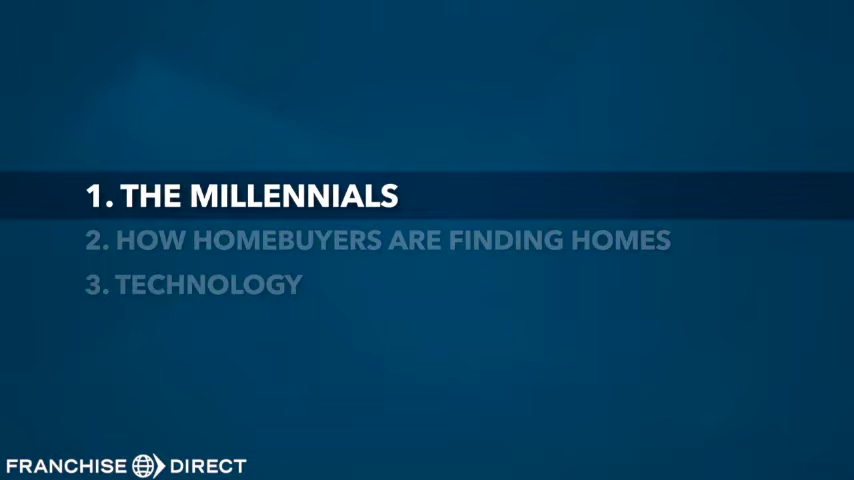 1. THE MILLENNIALS
2. HOW HOMEBUYERS ARE FINDING HOMES
3. TECHNOLOGY
FRANCHISE DIRECT